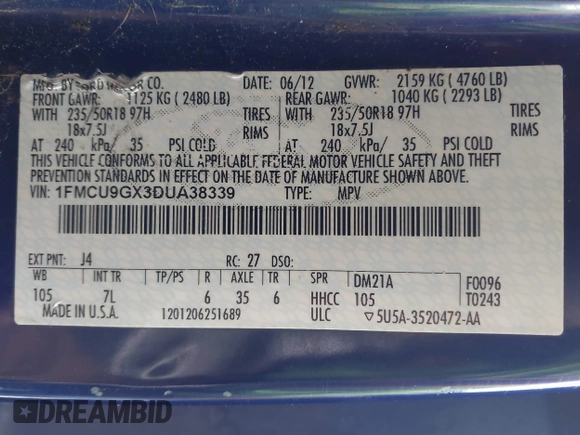 MFG. BY FORD MOTOR CO. DATE: 06/12 GVWR: 2159 KG ( 4760 LB)
FRONT GAWR: 1125 KG ( 2480 LB) REAR GAWR: 1040 KG ( 2293 LB)
WITH 235/50R18 97H TIRES WITH 235/50R18 97H TIRES
18x7.5J RIMS 18x7.5J RIMS
AT 240 kPa/ 35 PSI COLD AT 240 kPa/ 35 PSI COLD
THIS VEHICLE CONFORMS TO ALL APPLICABLE FEDERAL MOTOR VEHICLE SAFETY AND THEFT
PREVENTION STANDARDS IN EFFECT ON THE DATE OF MANUFACTURE SHOWN ABOVE.
VIN: 1FMCU9GX3DUA38339 TYPE: MPV
EXT PNT: J4 RC: 27 DSO:
WB INT TR TP/PS R AXLE TR SPR DM21A F0096
105 7L 6 35 6 HHCC 105 T0243
MADE IN U.S.A. 1201206251689 ULC ▽5U5A-3520472-AA
DREAMBID